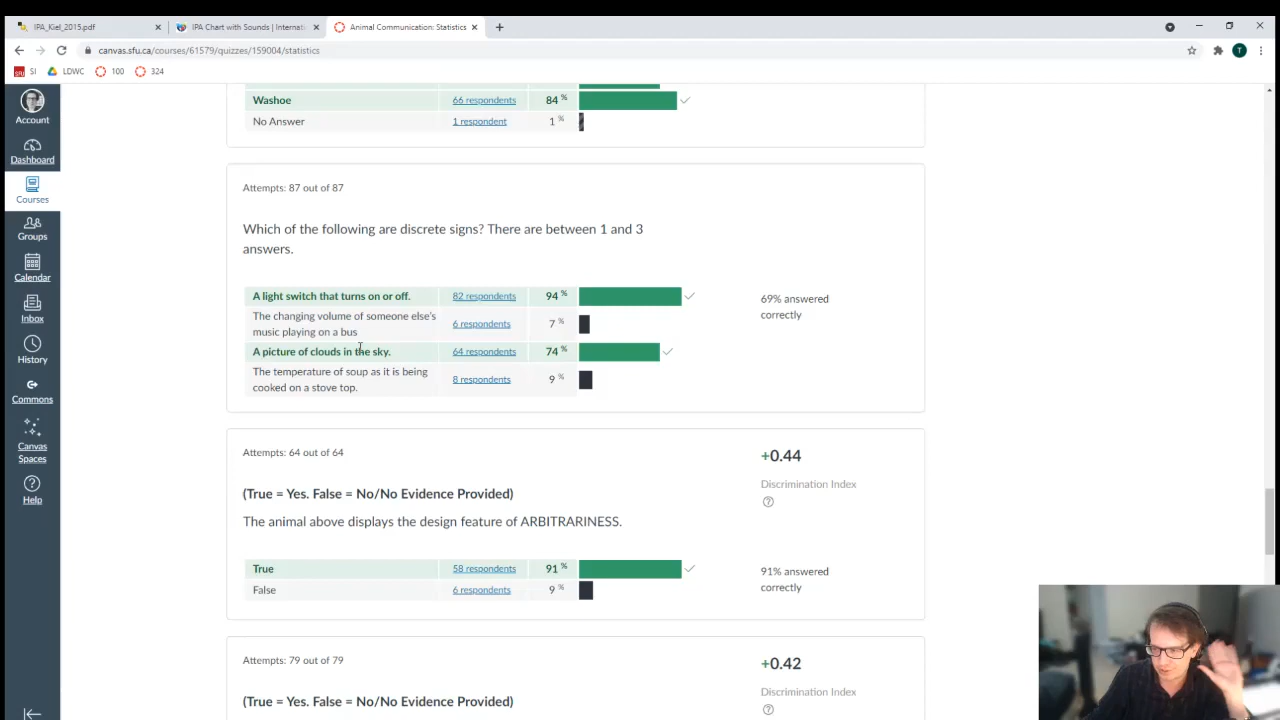 IPA_Kiel_2015.pdf
IPA Chart with Sounds | Internati
Animal Communication: Statistics
canvas.sfu.ca/courses/61579/quizzes/159004/statistics
T
SFU
SI
LDWC
100
324
Account
Dashboard
Courses
Groups
Calendar
Inbox
History
Commons
Canvas
Spaces
Help
Washoe 66 respondents 84 %
No Answer 1 respondent 1 %
Attempts: 87 out of 87
Which of the following are discrete signs? There are between 1 and 3
answers.
A light switch that turns on or off. 82 respondents 94 %
The changing volume of someone else's
music playing on a bus
6 respondents 7 %
A picture of clouds in the sky. 64 respondents 74 %
The temperature of soup as it is being
cooked on a stove top.
8 respondents 9 %
69% answered
correctly
Attempts: 64 out of 64
+0.44
Discrimination Index
(True = Yes. False = No/No Evidence Provided)
The animal above displays the design feature of ARBITRARINESS.
True 58 respondents 91 %
False 6 respondents 9 %
91% answered
correctly
Attempts: 79 out of 79
+0.42
Discrimination Index
(True = Yes. False = No/No Evidence Provided)